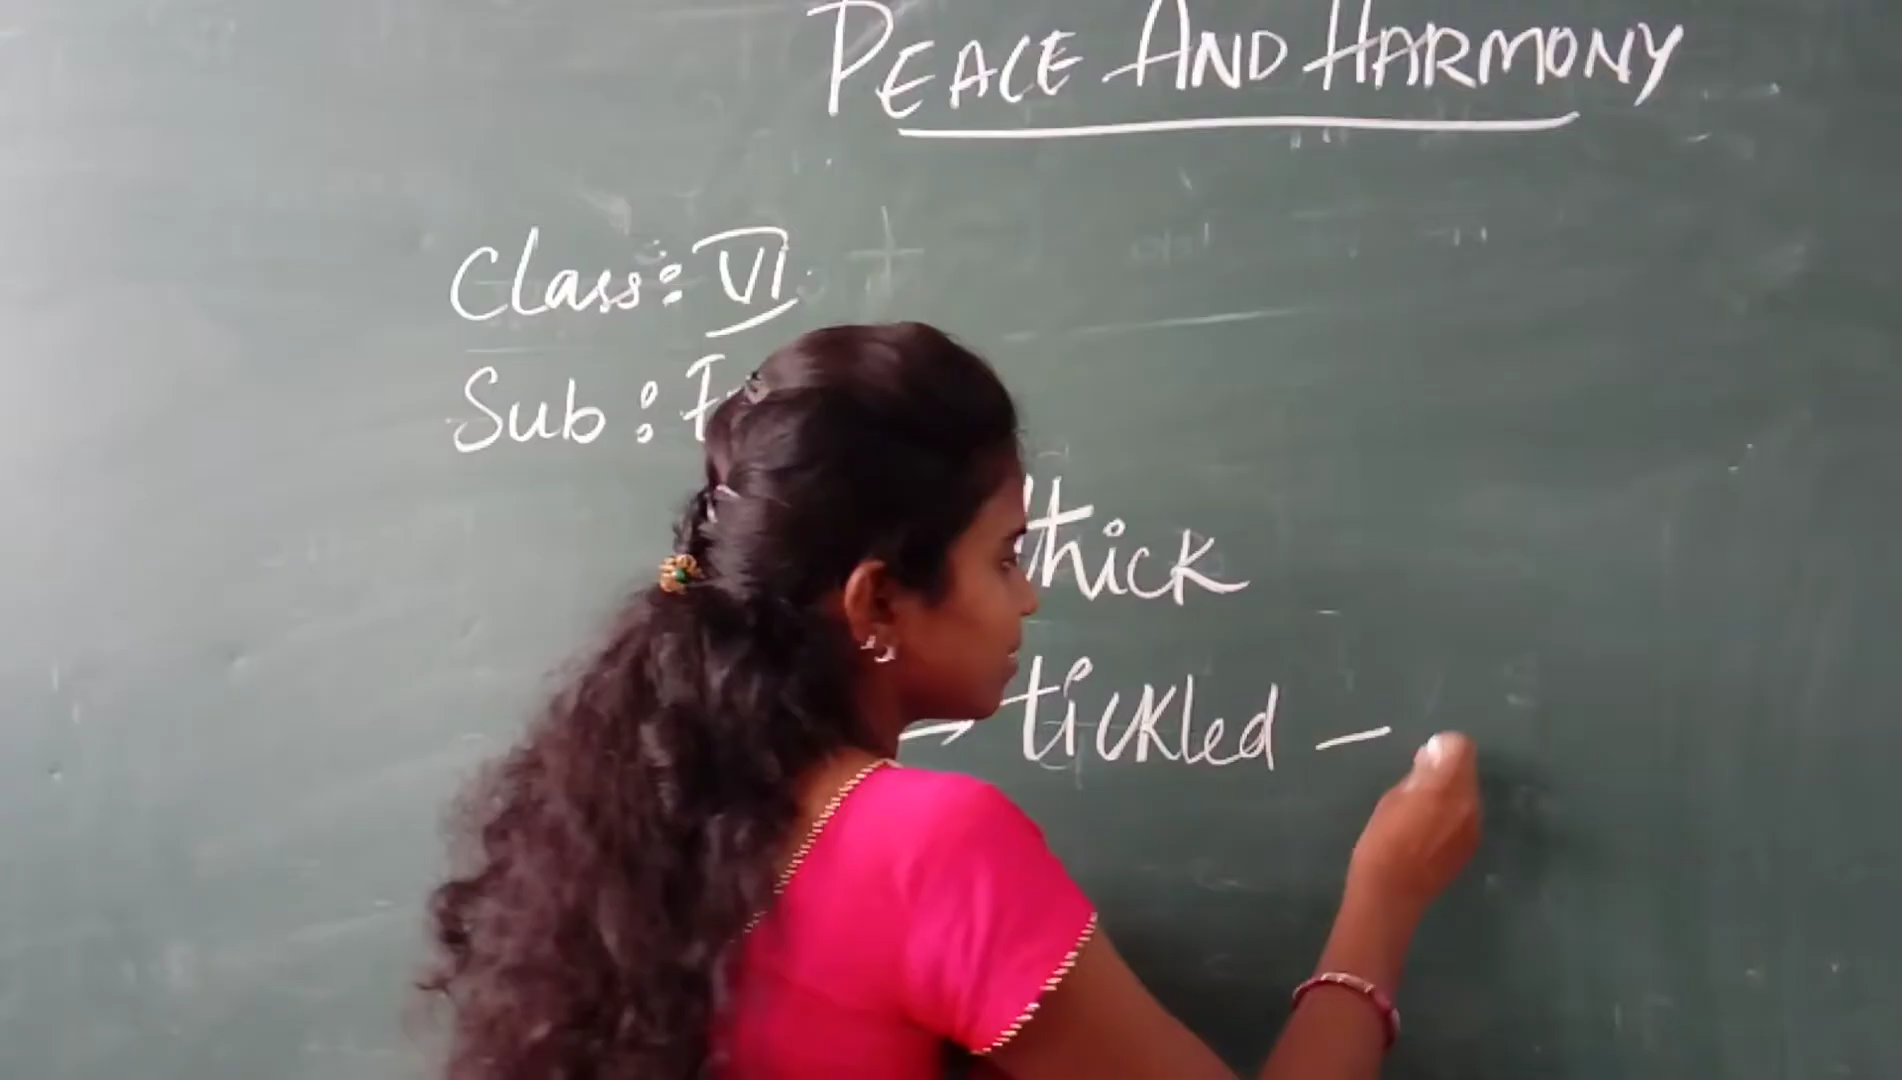 PEACE AND HARMONY
Class: VI
Sub:
thick
→ tickled —